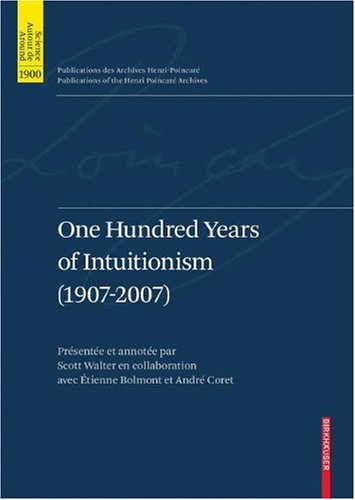 Science
Autour de
Around
1900
Publications des Archives Henri-Poincaré
Publications of the Henri Poincaré Archives
One Hundred Years
of Intuitionism
(1907-2007)
Présentée et annotée par
Scott Walter en collaboration
avec Étienne Bolmont et André Coret
BIRKHÄUSER